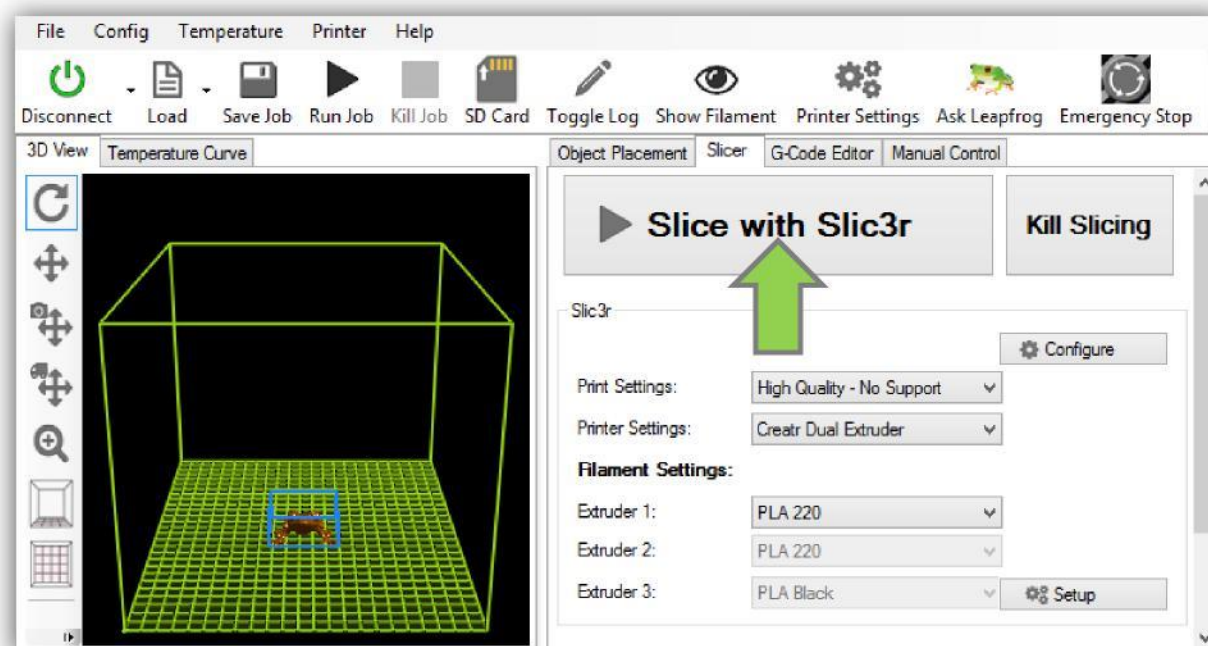 File Config Temperature Printer Help
Disconnect Load Save Job Run Job Kill Job SD Card Toggle Log Show Filament Printer Settings Ask Leapfrog Emergency Stop
3D View Temperature Curve
Object Placement Slicer G-Code Editor Manual Control
Slice with Slic3r
Kill Slicing
Slic3r
Configure
Print Settings: High Quality - No Support
Printer Settings: Creatr Dual Extruder
Filament Settings:
Extruder 1: PLA 220
Extruder 2: PLA 220
Extruder 3: PLA Black
Setup